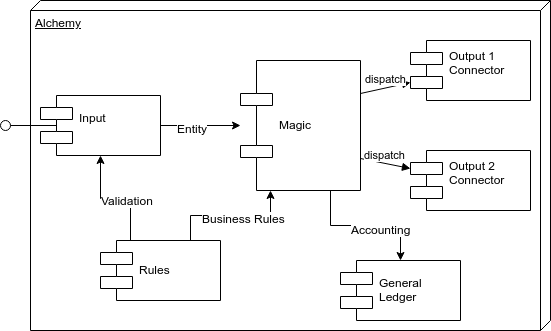 Alchemy
Output 1
Connector
dispatch
Input
Entity
Magic
dispatch
Output 2
Connector
Validation
Business Rules
Accounting
Rules
General
Ledger